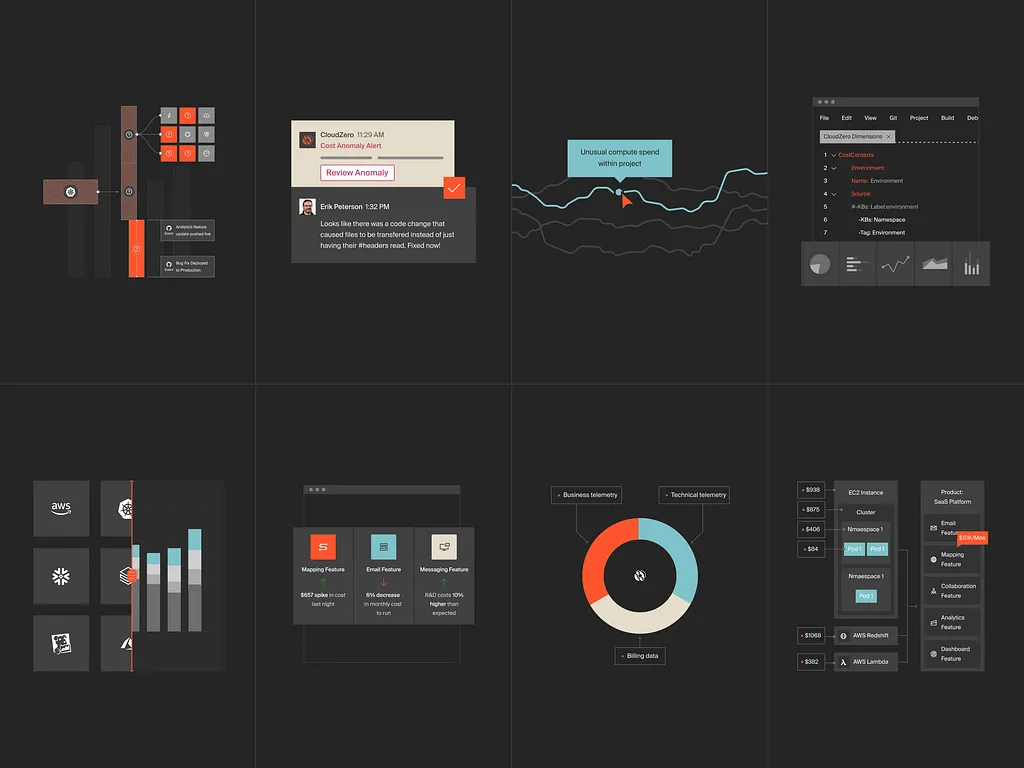 Event
Analytics feature
update pushed live
Event
Bug Fix Deployed
to Production
CloudZero 11:29 AM
Cost Anomaly Alert
Review Anomaly
Erik Peterson 1:32 PM
Looks like there was a code change that
caused files to be transfered instead of just
having their #headers read. Fixed now!
Unusual compute spend
within project
File Edit View Git Project Build Deb
CloudZero Dimensions ×
1 CostContexts
2 Environment:
3 Name: Environment
4 Source:
5 #-KBs: Label:environment
6 -KBs: Namespace
7 -Tag: Environment
aws
Mapping Feature
$657 spike in cost
last night
Email Feature
6% decrease
in monthly cost
to run
Messaging Feature
R&D costs 10%
higher than
expected
Business telemetry
Technical telemetry
Billing data
$938
$875
$406
$84
$1068
$382
EC2 Instance
Cluster
Nmaespace 1
Pod 1 Pod 1
Nmaespace 1
Pod 1
AWS Redshift
AWS Lambda
Product:
SaaS Platform
Email
Featu
$10K/Mos
Mapping
Feature
Collaboration
Feature
Analytics
Feature
Dashboard
Feature